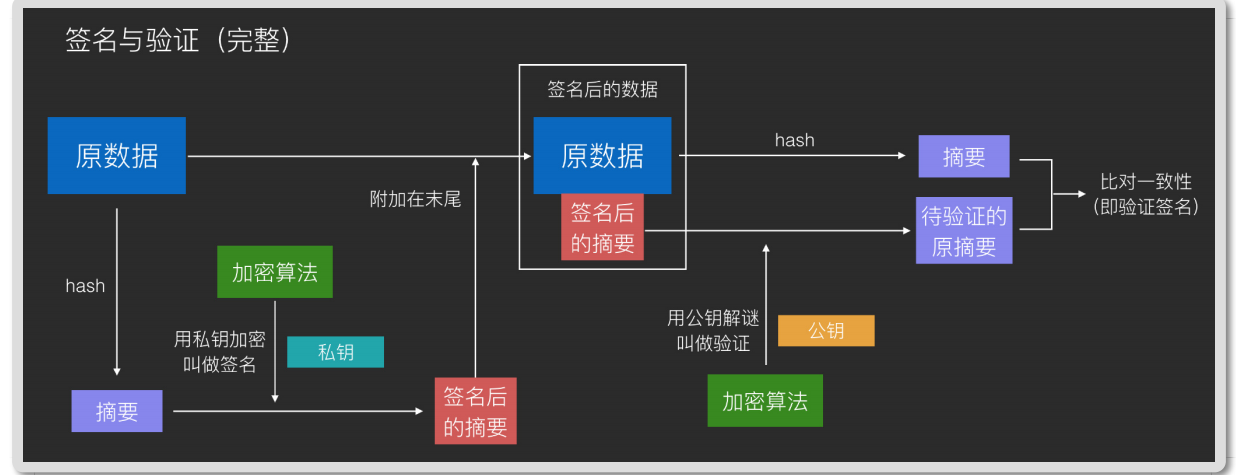 签名与验证（完整）
签名后的数据
原数据
原数据
hash
摘要
附加在末尾
签名后
的摘要
待验证的
原摘要
比对一致性
(即验证签名)
hash
加密算法
用私钥加密
叫做签名
私钥
用公钥解谜
叫做验证
公钥
摘要
签名后
的摘要
加密算法